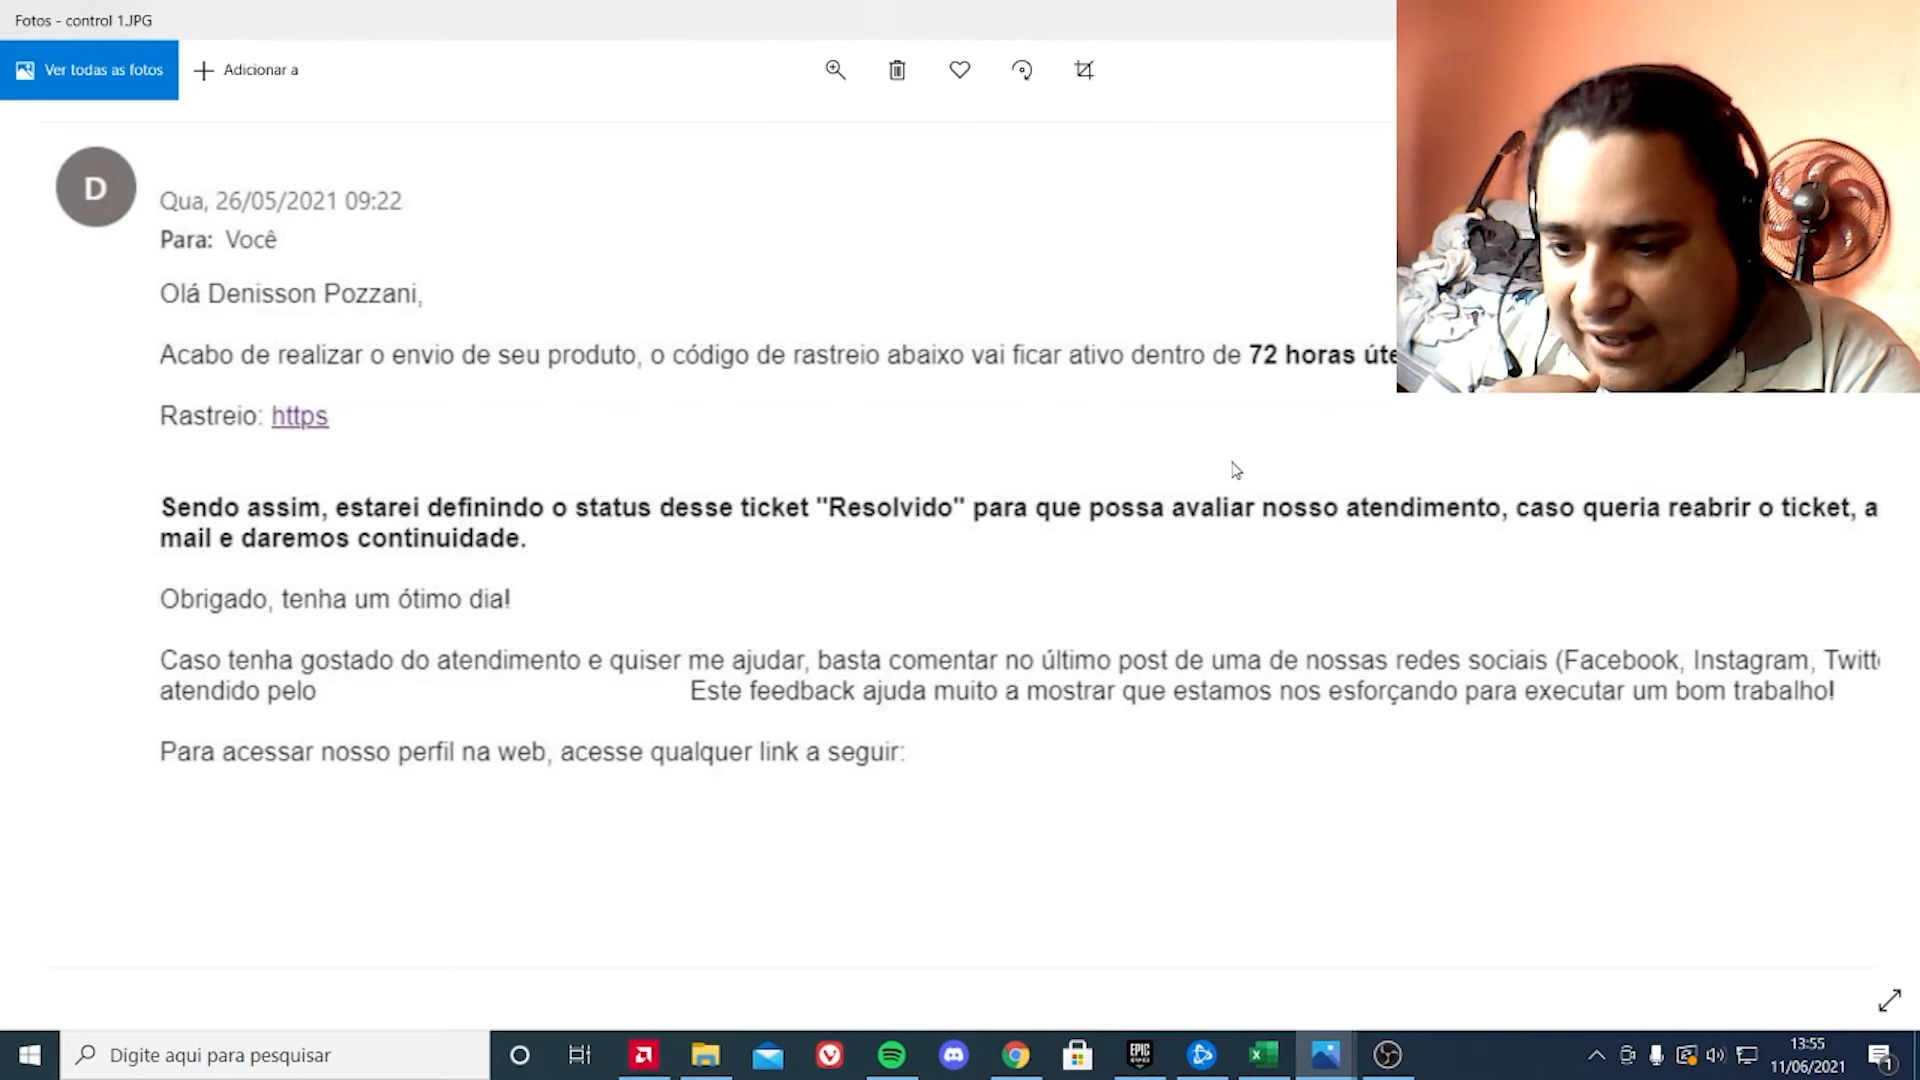 Fotos - control 1.JPG
Ver todas as fotos
Adicionar a
D
Qua, 26/05/2021 09:22
Para: Você
Olá Denisson Pozzani,
Acabo de realizar o envio de seu produto, o código de rastreio abaixo vai ficar ativo dentro de 72 horas úte
Rastreio: https
Sendo assim, estarei definindo o status desse ticket "Resolvido" para que possa avaliar nosso atendimento, caso queria reabrir o ticket, a
mail e daremos continuidade.
Obrigado, tenha um ótimo dia!
Caso tenha gostado do atendimento e quiser me ajudar, basta comentar no último post de uma de nossas redes sociais (Facebook, Instagram, Twitt
atendido pelo Este feedback ajuda muito a mostrar que estamos nos esforçando para executar um bom trabalho!
Para acessar nosso perfil na web, acesse qualquer link a seguir:
Digite aqui para pesquisar
EPIC GAMES
13:55
11/06/2021
1